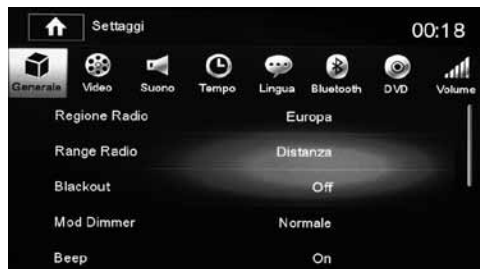 Settaggi 00:18
Generale Video Suono Tempo Lingua Bluetooth DVD Volume
Regione Radio Europa
Range Radio Distanza
Blackout Off
Mod Dimmer Normale
Beep On